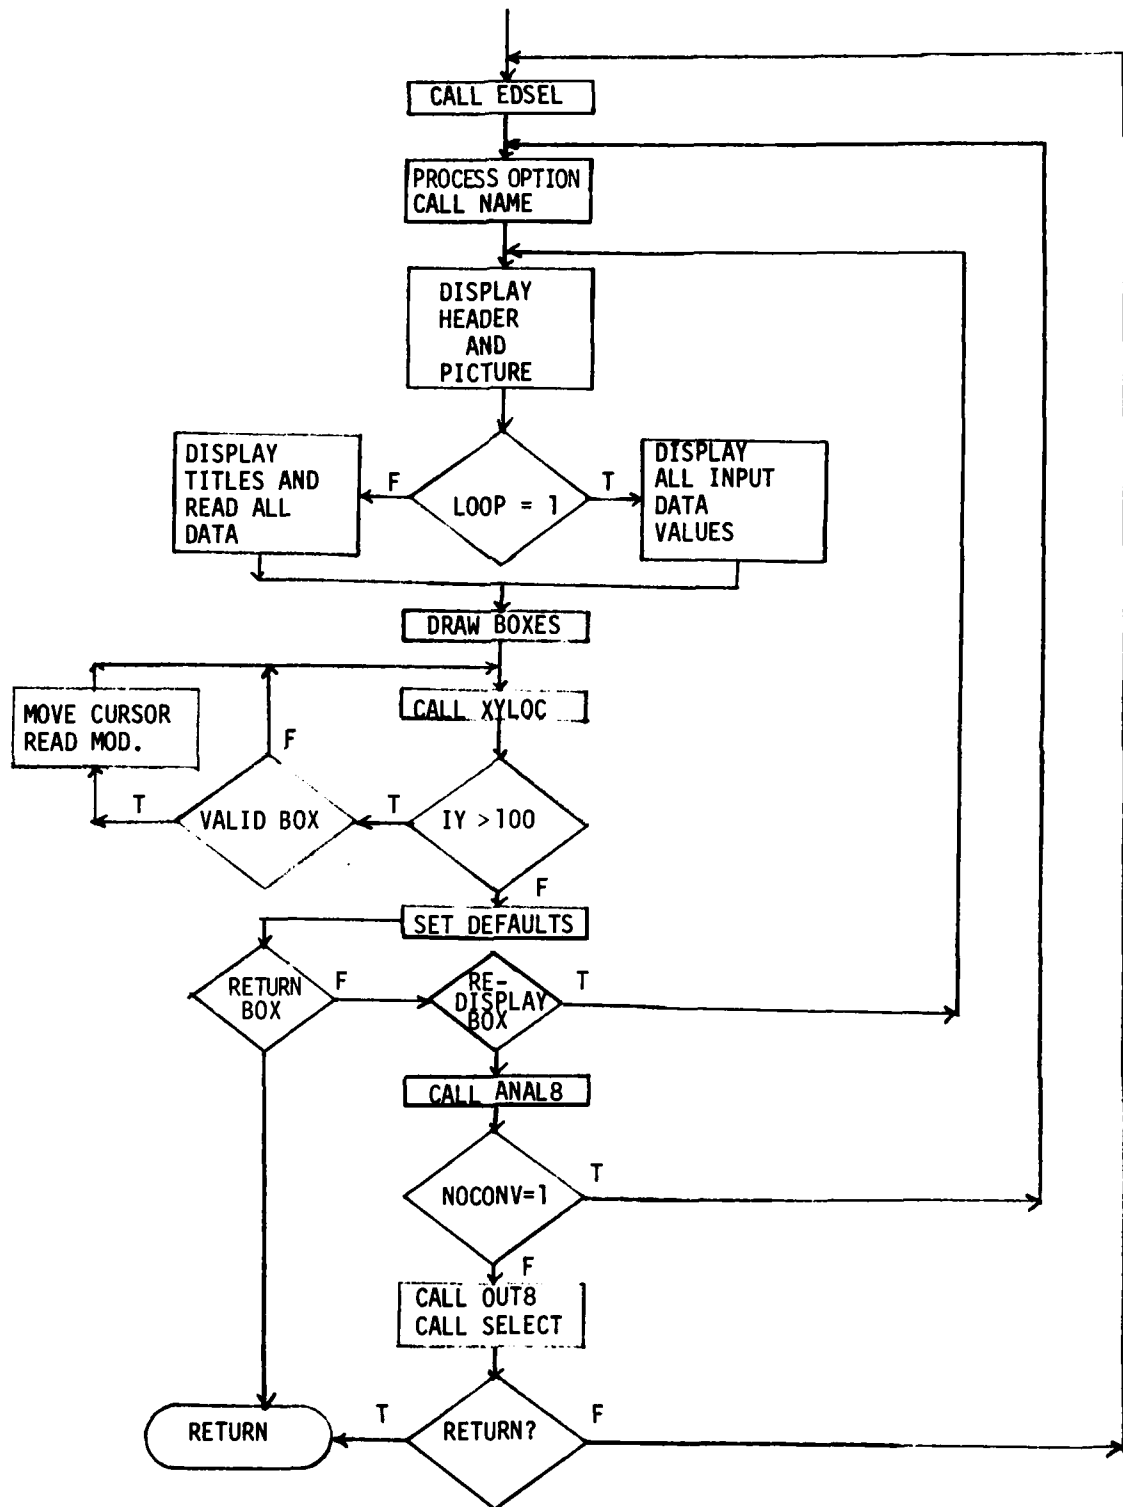 CALL EDSEL
PROCESS OPTION
CALL NAME
DISPLAY
HEADER
AND
PICTURE
DISPLAY
TITLES AND
READ ALL
DATA
F
LOOP = 1
T
DISPLAY
ALL INPUT
DATA
VALUES
DRAW BOXES
CALL XYLOC
MOVE CURSOR
READ MOD.
F
T
VALID BOX
T
IY >100
F
SET DEFAULTS
RETURN
BOX
F
RE-
DISPLAY
BOX
T
CALL ANAL8
NOCONV=1
T
F
CALL OUT8
CALL SELECT
RETURN
T
RETURN?
F